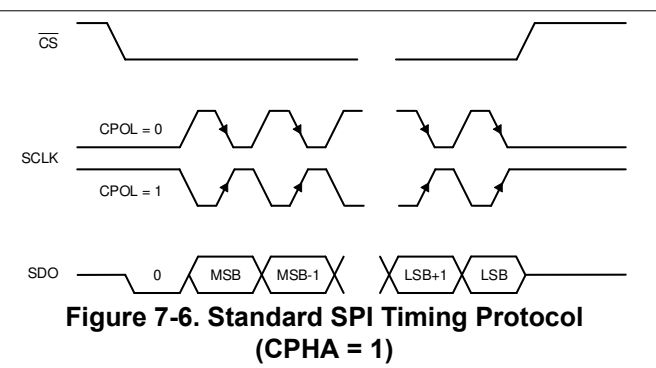 CS
CPOL = 0
SCLK
CPOL = 1
SDO 0 MSB MSB-1 LSB+1 LSB
Figure 7-6. Standard SPI Timing Protocol
(CPHA = 1)